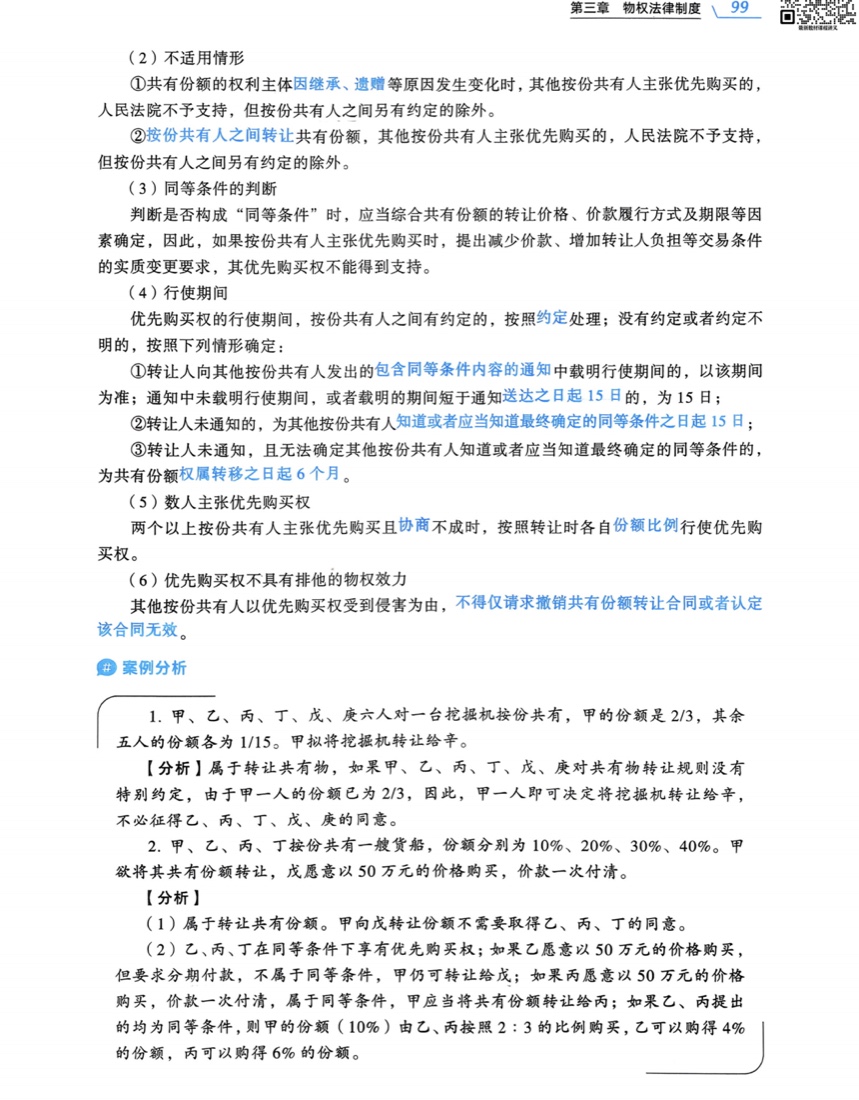 第三章 物权法律制度 99
(2)不适用情形
①共有份额的权利主体因继承、遗赠等原因发生变化时，其他按份共有人主张优先购买的，
人民法院不予支持，但按份共有人之间另有约定的除外。
②按份共有人之间转让共有份额，其他按份共有人主张优先购买的，人民法院不予支持，
但按份共有人之间另有约定的除外。
(3)同等条件的判断
判断是否构成“同等条件”时，应当综合共有份额的转让价格、价款履行方式及期限等因
素确定，因此，如果按份共有人主张优先购买时，提出减少价款、增加转让人负担等交易条件
的实质变更要求，其优先购买权不能得到支持。
(4)行使期间
优先购买权的行使期间，按份共有人之间有约定的，按照约定处理；没有约定或者约定不
明的，按照下列情形确定：
①转让人向其他按份共有人发出的包含同等条件内容的通知中载明行使期间的，以该期间
为准；通知中未载明行使期间，或者载明的期间短于通知送达之日起 15 日的，为 15 日；
②转让人未通知的，为其他按份共有人知道或者应当知道最终确定的同等条件之日起 15 日；
③转让人未通知，且无法确定其他按份共有人知道或者应当知道最终确定的同等条件的，
为共有份额权属转移之日起 6 个月。
(5)数人主张优先购买权
两个以上按份共有人主张优先购买且协商不成时，按照转让时各自份额比例行使优先购
买权。
(6)优先购买权不具有排他的物权效力
其他按份共有人以优先购买权受到侵害为由，不得仅请求撤销共有份额转让合同或者认定
该合同无效。
# 案例分析
1. 甲、乙、丙、丁、戊、庚六人对一台挖掘机按份共有，甲的份额是 2/3，其余
五人的份额各为 1/15。甲拟将挖掘机转让给辛。
【分析】属于转让共有物，如果甲、乙、丙、丁、戊、庚对共有物转让规则没有
特别约定，由于甲一人的份额已为 2/3，因此，甲一人即可决定将挖掘机转让给辛，
不必征得乙、丙、丁、戊、庚的同意。
2. 甲、乙、丙、丁按份共有一艘货船，份额分别为 10%、20%、30%、40%。甲
欲将其共有份额转让，戊愿意以 50 万元的价格购买，价款一次付清。
【分析】
(1)属于转让共有份额。甲向戊转让份额不需要取得乙、丙、丁的同意。
(2)乙、丙、丁在同等条件下享有优先购买权；如果乙愿意以 50 万元的价格购买，
但要求分期付款，不属于同等条件，甲仍可转让给戊；如果丙愿意以 50 万元的价格
购买，价款一次付清，属于同等条件，甲应当将共有份额转让给丙；如果乙、丙提出
的均为同等条件，则甲的份额(10%)由乙、丙按照 2:3 的比例购买，乙可以购得 4%
的份额，丙可以购得 6% 的份额。